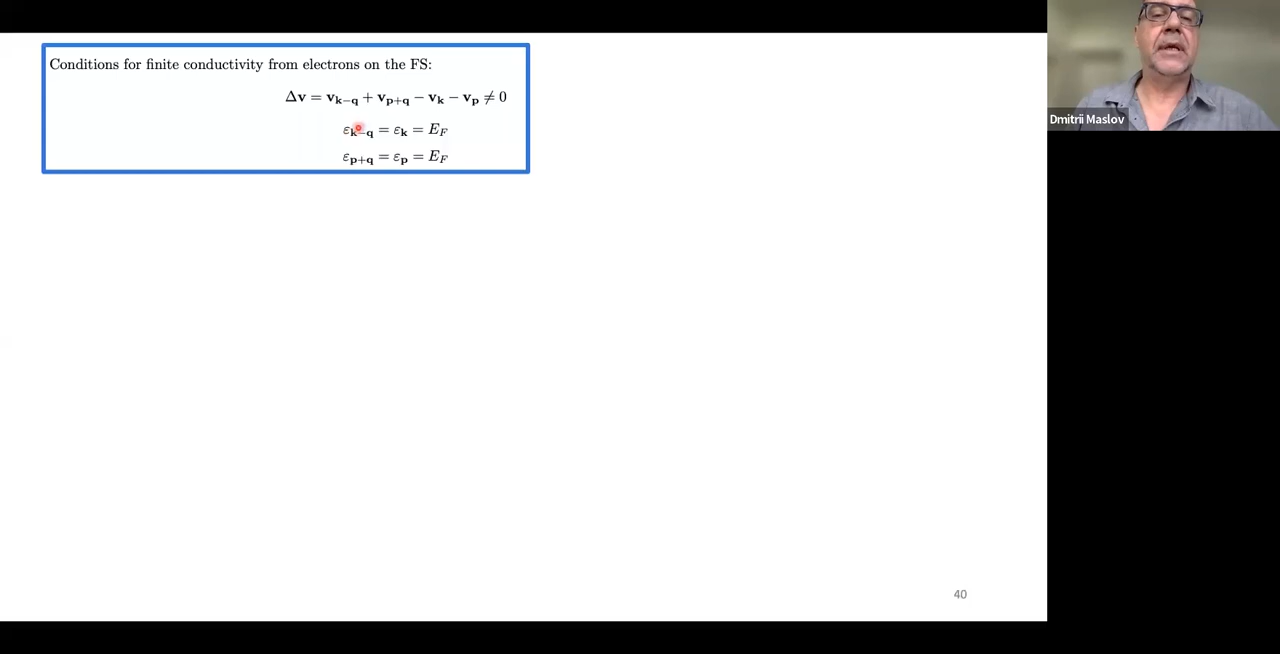 Conditions for finite conductivity from electrons on the FS:
Δv = v_{k−q} + v_{p+q} − v_k − v_p ≠ 0
ε_{k−q} = ε_k = E_F
ε_{p+q} = ε_p = E_F
Dmitrii Maslov
40